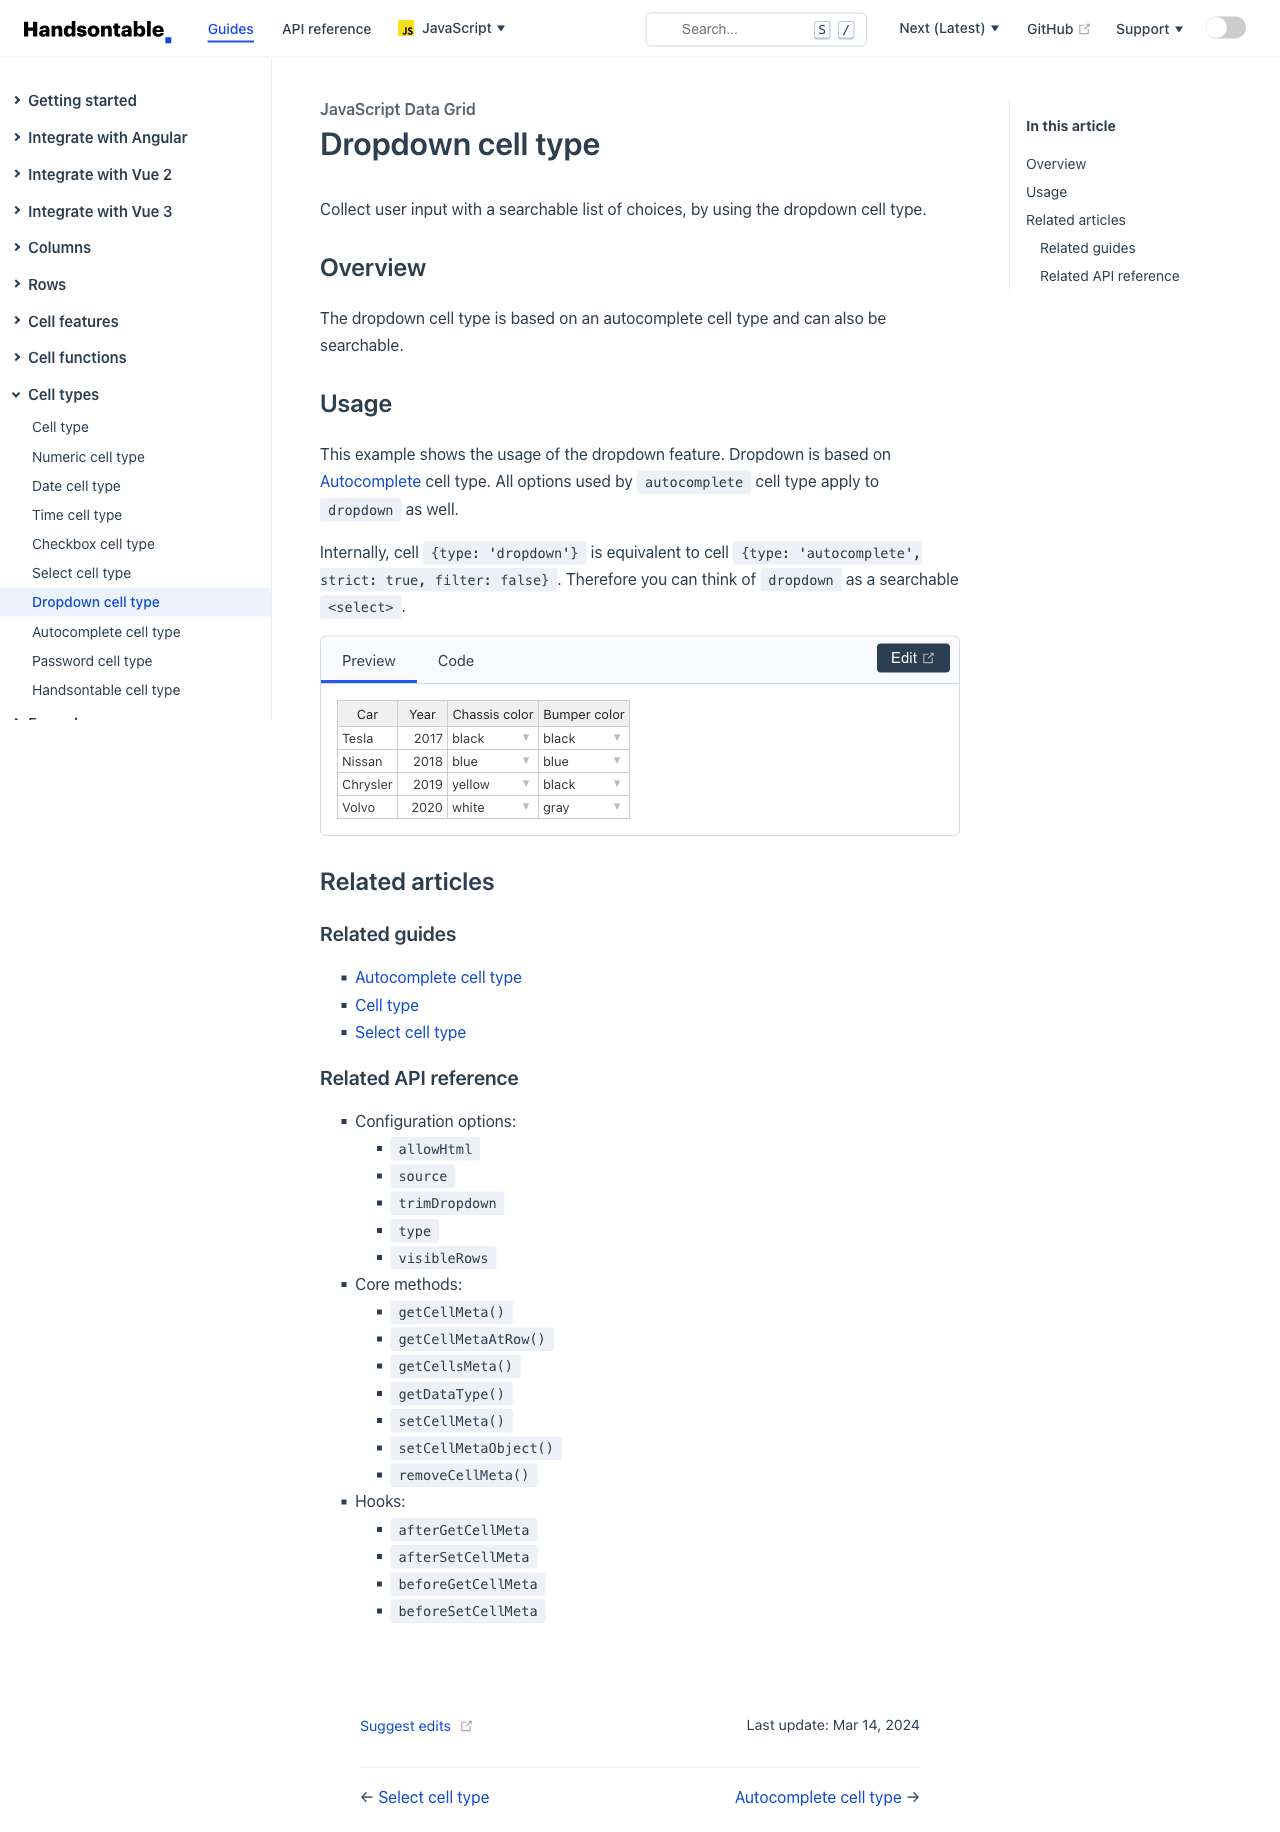 Handsontable
Guides
API reference
JS
JavaScript ▼
Search...
S
/
Next (Latest) ▼
GitHub
Support ▼
Getting started
Integrate with Angular
Integrate with Vue 2
Integrate with Vue 3
Columns
Rows
Cell features
Cell functions
Cell types
Cell type
Numeric cell type
Date cell type
Time cell type
Checkbox cell type
Select cell type
Dropdown cell type
Autocomplete cell type
Password cell type
Handsontable cell type
JavaScript Data Grid
Dropdown cell type
Collect user input with a searchable list of choices, by using the dropdown cell type.
Overview
The dropdown cell type is based on an autocomplete cell type and can also be
searchable.
Usage
This example shows the usage of the dropdown feature. Dropdown is based on
Autocomplete cell type. All options used by autocomplete cell type apply to
dropdown as well.
Internally, cell {type: 'dropdown'} is equivalent to cell {type: 'autocomplete',
strict: true, filter: false}. Therefore you can think of dropdown as a searchable
<select>.
Preview
Code
Edit
Car Year Chassis color Bumper color
Tesla 2017 black ▼ black ▼
Nissan 2018 blue ▼ blue ▼
Chrysler 2019 yellow ▼ black ▼
Volvo 2020 white ▼ gray ▼
Related articles
Related guides
▪ Autocomplete cell type
▪ Cell type
▪ Select cell type
Related API reference
▪ Configuration options:
▪ allowHtml
▪ source
▪ trimDropdown
▪ type
▪ visibleRows
▪ Core methods:
▪ getCellMeta()
▪ getCellMetaAtRow()
▪ getCellsMeta()
▪ getDataType()
▪ setCellMeta()
▪ setCellMetaObject()
▪ removeCellMeta()
▪ Hooks:
▪ afterGetCellMeta
▪ afterSetCellMeta
▪ beforeGetCellMeta
▪ beforeSetCellMeta
Suggest edits
Last update: Mar 14, 2024
← Select cell type
Autocomplete cell type →
In this article
Overview
Usage
Related articles
Related guides
Related API reference